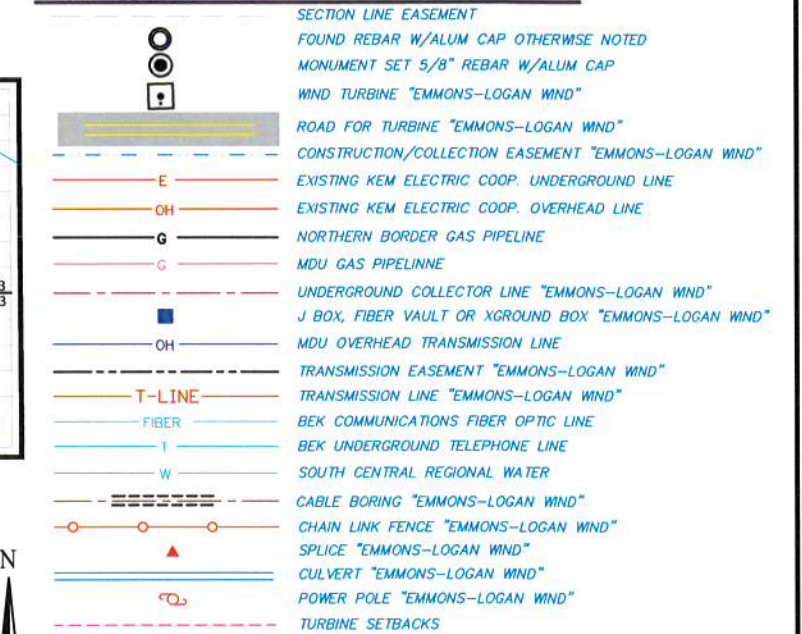 SECTION LINE EASEMENT
FOUND REBAR W/ALUM CAP OTHERWISE NOTED
MONUMENT SET 5/8" REBAR W/ALUM CAP
WIND TURBINE "EMMONS-LOGAN WIND"
ROAD FOR TURBINE "EMMONS-LOGAN WIND"
CONSTRUCTION/COLLECTION EASEMENT "EMMONS-LOGAN WIND"
E EXISTING KEM ELECTRIC COOP. UNDERGROUND LINE
OH EXISTING KEM ELECTRIC COOP. OVERHEAD LINE
G NORTHERN BORDER GAS PIPELINE
G MDU GAS PIPELINNE
UNDERGROUND COLLECTOR LINE "EMMONS-LOGAN WIND"
3
3
J BOX, FIBER VAULT OR XGROUND BOX "EMMONS-LOGAN WIND"
OH MDU OVERHEAD TRANSMISSION LINE
TRANSMISSION EASEMENT "EMMONS-LOGAN WIND"
T-LINE TRANSMISSION LINE "EMMONS-LOGAN WIND"
FIBER BEK COMMUNICATIONS FIBER OPTIC LINE
T BEK UNDERGROUND TELEPHONE LINE
W SOUTH CENTRAL REGIONAL WATER
CABLE BORING "EMMONS-LOGAN WIND"
CHAIN LINK FENCE "EMMONS-LOGAN WIND"
SPLICE "EMMONS-LOGAN WIND"
N
CULVERT "EMMONS-LOGAN WIND"
POWER POLE "EMMONS-LOGAN WIND"
TURBINE SETBACKS